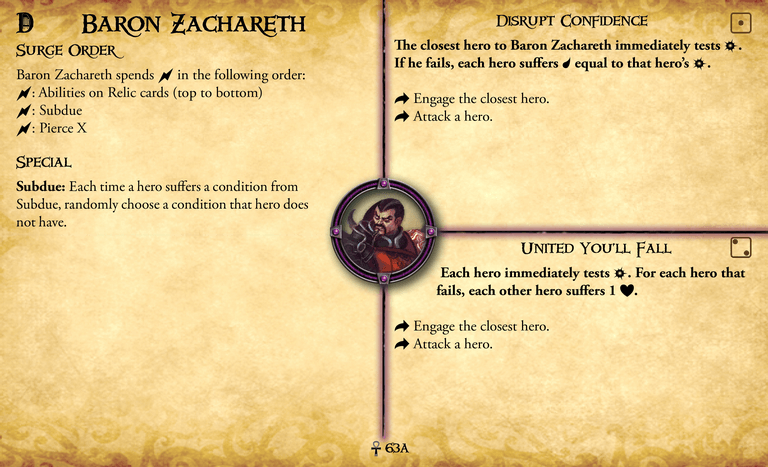 D
Baron Zachareth
Surge Order
Baron Zachareth spends in the following order:
: Abilities on Relic cards (top to bottom)
: Subdue
: Pierce X
Special
Subdue: Each time a hero suffers a condition from
Subdue, randomly choose a condition that hero does
not have.
Disrupt Confidence
The closest hero to Baron Zachareth immediately tests .
If he fails, each hero suffers equal to that hero's .
Engage the closest hero.
Attack a hero.
United You'll Fall
Each hero immediately tests . For each hero that
fails, each other hero suffers 1 .
Engage the closest hero.
Attack a hero.
63A